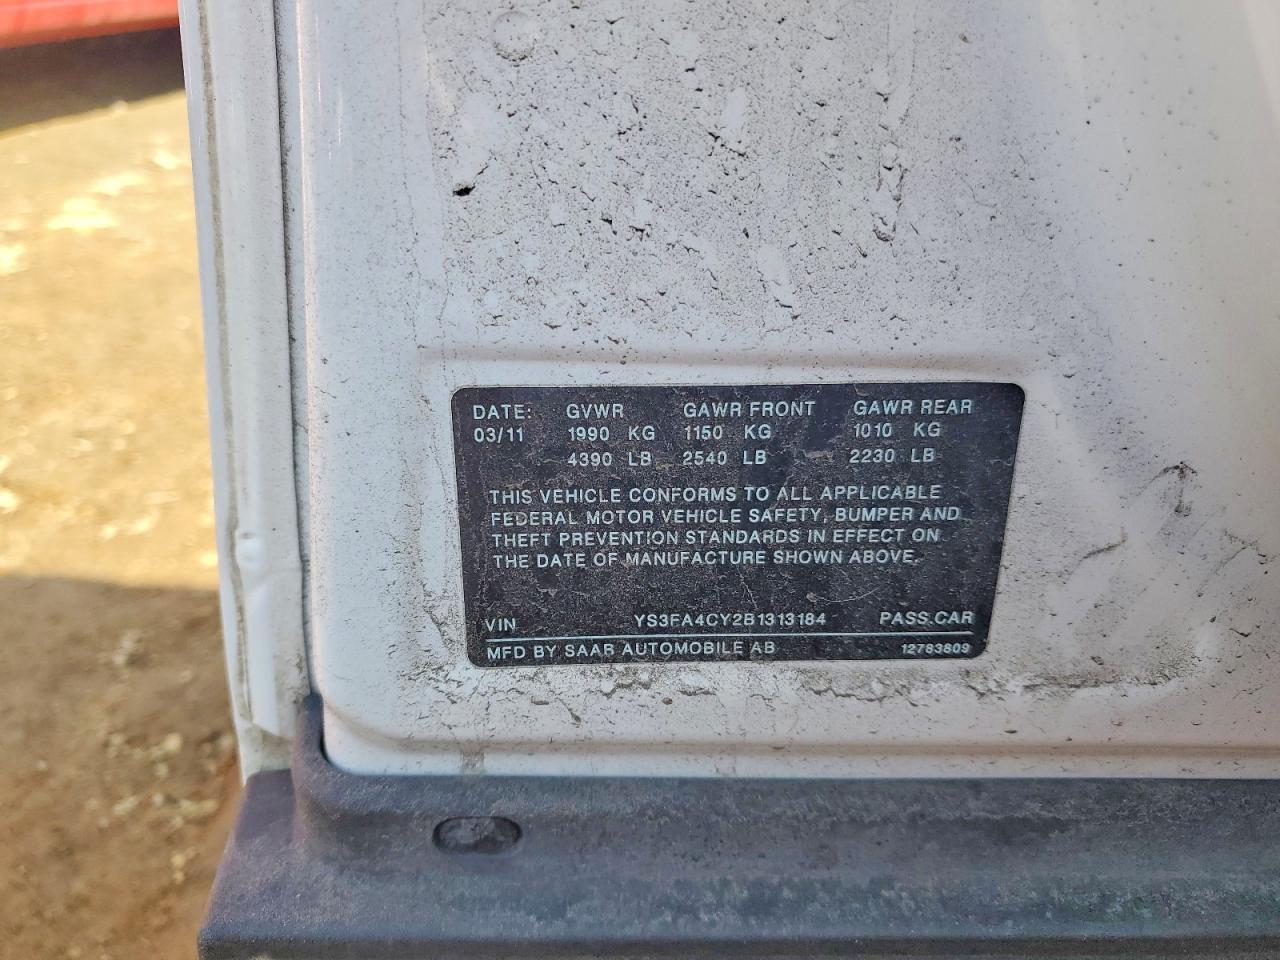 DATE: GVWR GAWR FRONT GAWR REAR
03/11 1990 KG 1150 KG 1010 KG
4390 LB 2540 LB 2230 LB
THIS VEHICLE CONFORMS TO ALL APPLICABLE
FEDERAL MOTOR VEHICLE SAFETY, BUMPER AND
THEFT PREVENTION STANDARDS IN EFFECT ON
THE DATE OF MANUFACTURE SHOWN ABOVE.
VIN YS3FA4CY2B1313184 PASS.CAR
MFD BY SAAB AUTOMOBILE AB 12783809